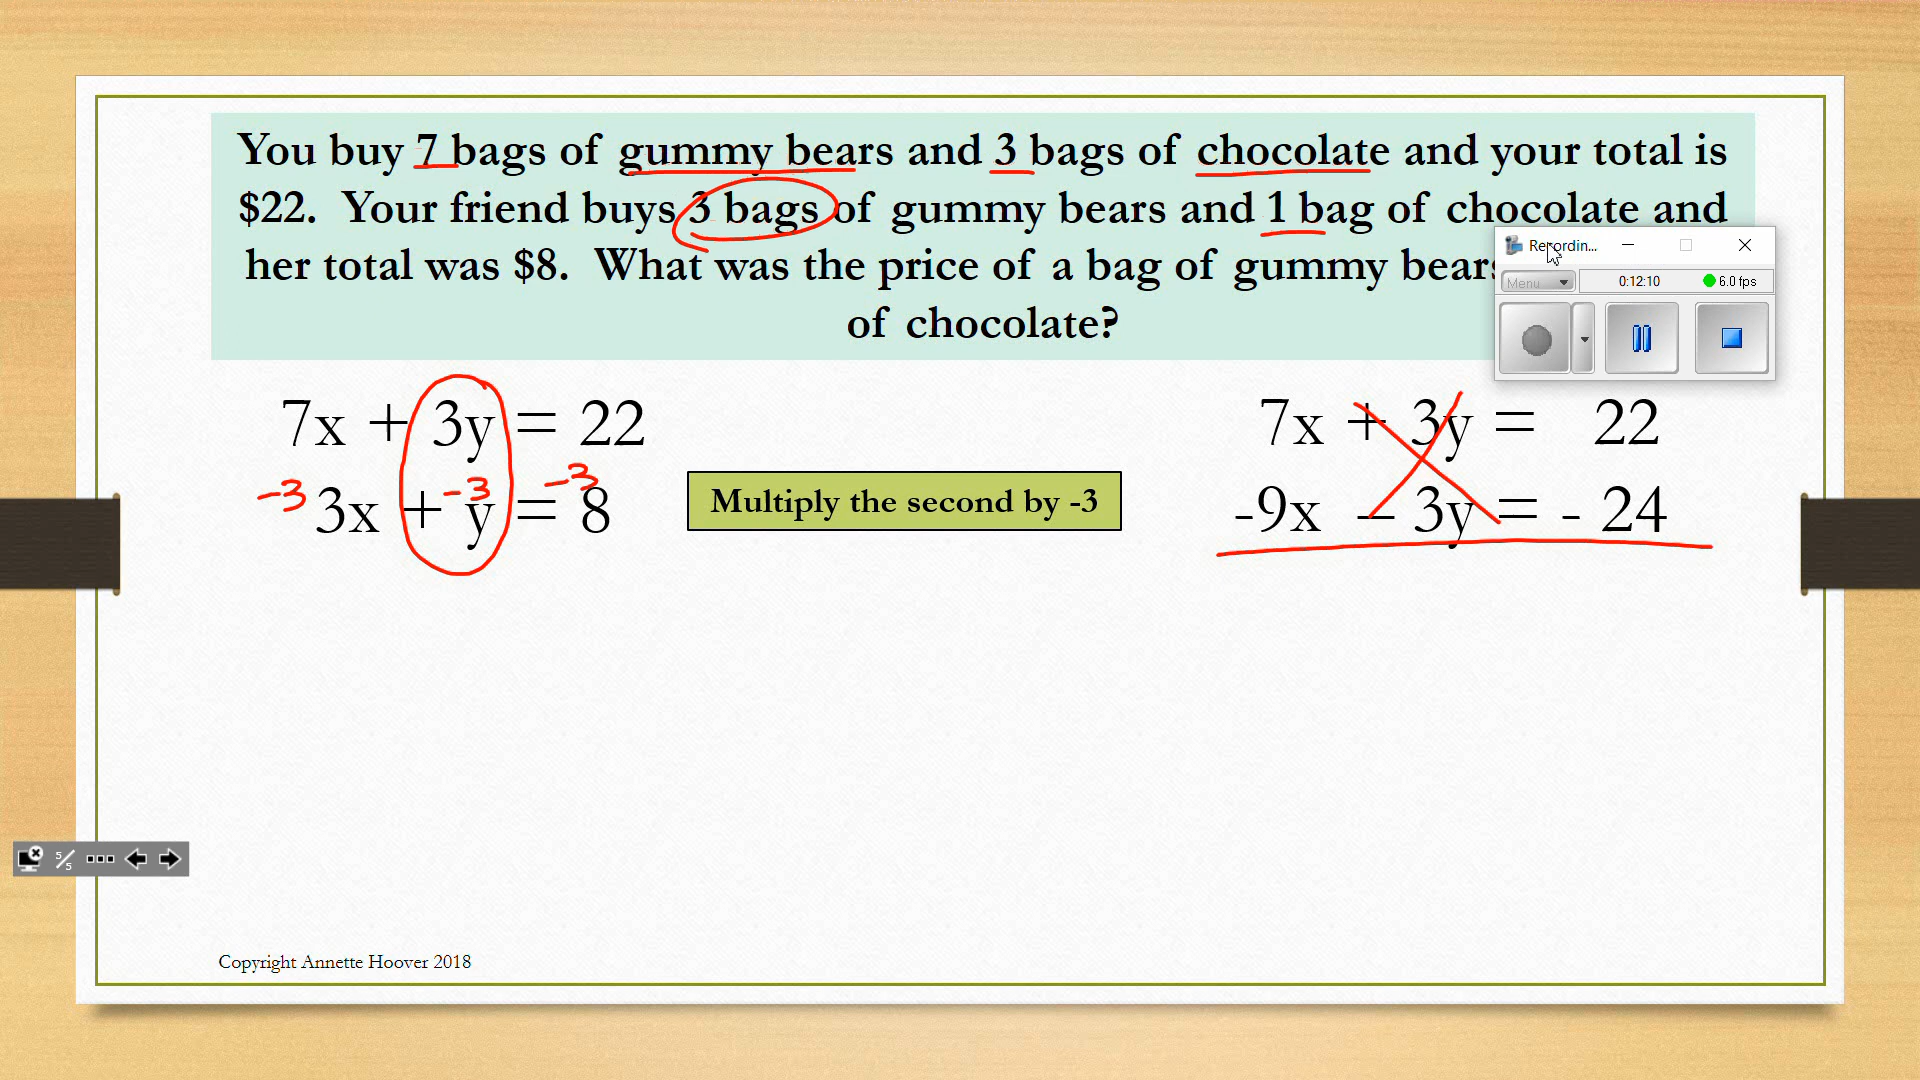 You buy 7 bags of gummy bears and 3 bags of chocolate and your total is
$22. Your friend buys 3 bags of gummy bears and 1 bag of chocolate and
her total was $8. What was the price of a bag of gummy bears
of chocolate?
Recordin...
Menu
0:12:10
6.0 fps
7x + 3y = 22
-3 3x + -3 y = -3 8
Multiply the second by -3
7x + 3y = 22
-9x – 3y = - 24
5/5
Copyright Annette Hoover 2018